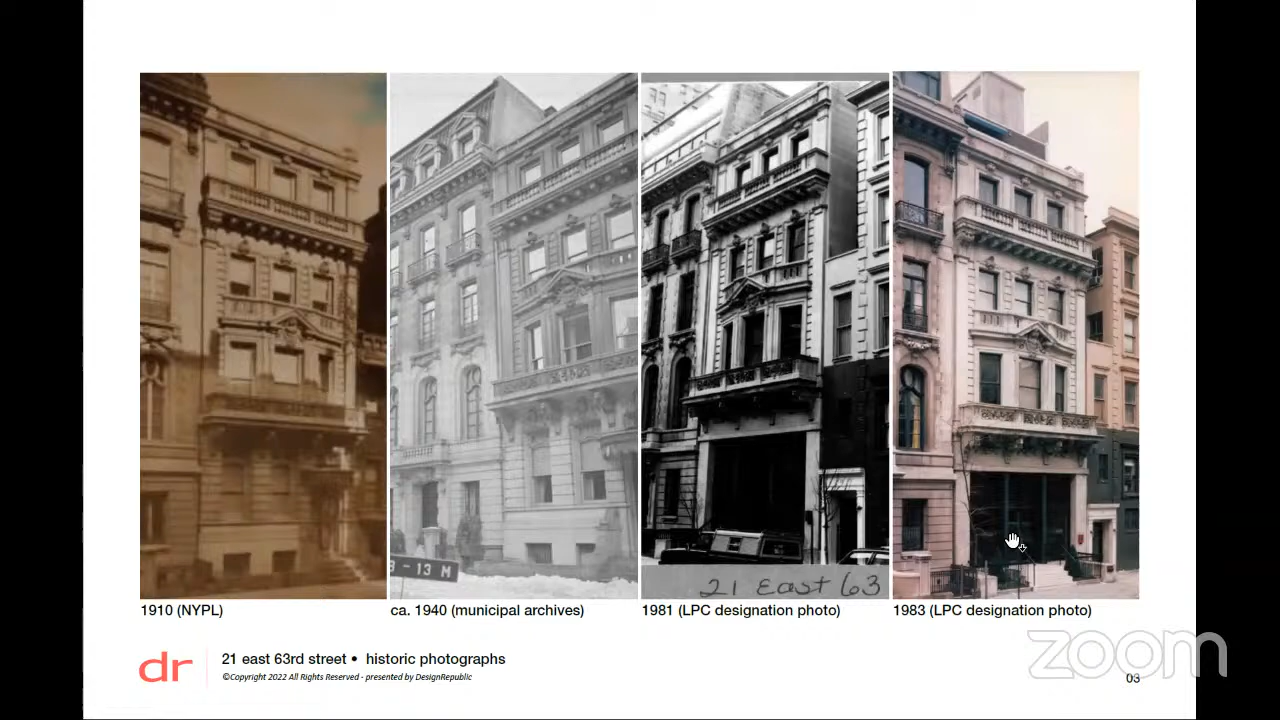 8-13 M
21 East 63
1910 (NYPL)
ca. 1940 (municipal archives)
1981 (LPC designation photo)
1983 (LPC designation photo)
dr
21 east 63rd street • historic photographs
©Copyright 2022 All Rights Reserved - presented by DesignRepublic
zoom
03